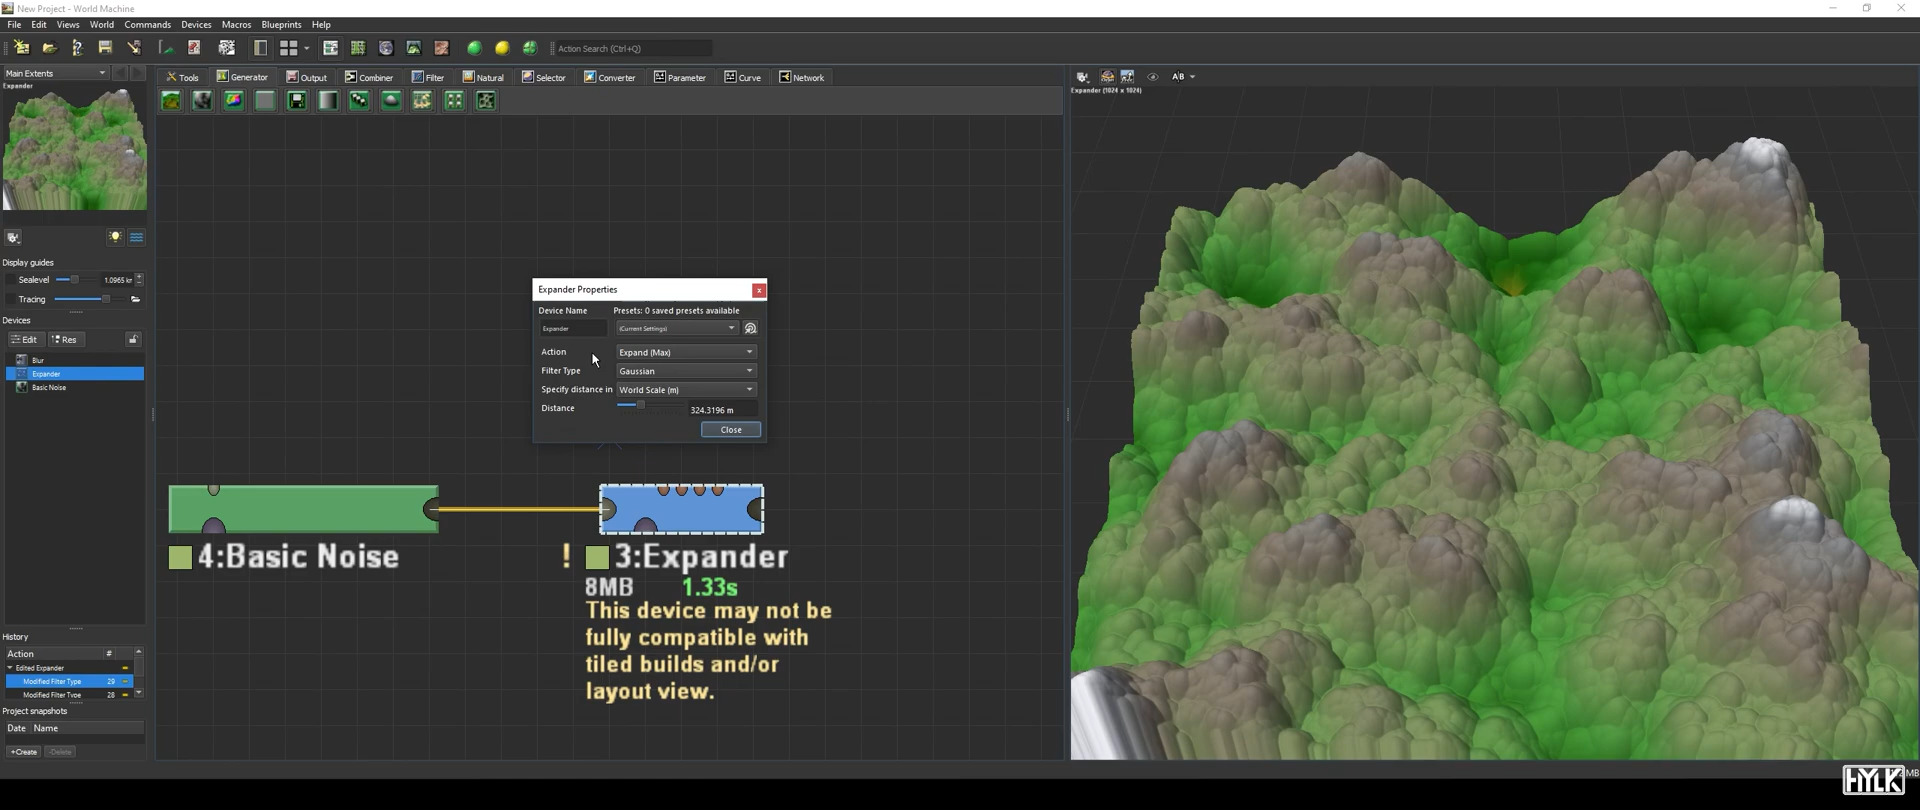 New Project - World Machine
File Edit Views World Commands Devices Macros Blueprints Help
Action Search (Ctrl+Q)
Main Extents
Tools Generator Output Combiner Filter Natural Selector Converter Parameter Curve Network
Expander
AB
Expander (1024 x 1024)
Display guides
Sealevel 1.0965 kr
Tracing
Devices
Edit Res
Blur
Expander
Basic Noise
Expander Properties
x
Device Name Presets: 0 saved presets available
Expander (Current Settings)
Action Expand (Max)
Filter Type Gaussian
Specify distance in World Scale (m)
Distance 324.3196 m
Close
4:Basic Noise
! 3:Expander
8MB 1.33s
This device may not be
fully compatible with
tiled builds and/or
layout view.
History
Action #
Edited Expander
Modified Filter Type 29
Modified Filter Type 28
Project snapshots
Date Name
+Create -Delete
HYLK
MB